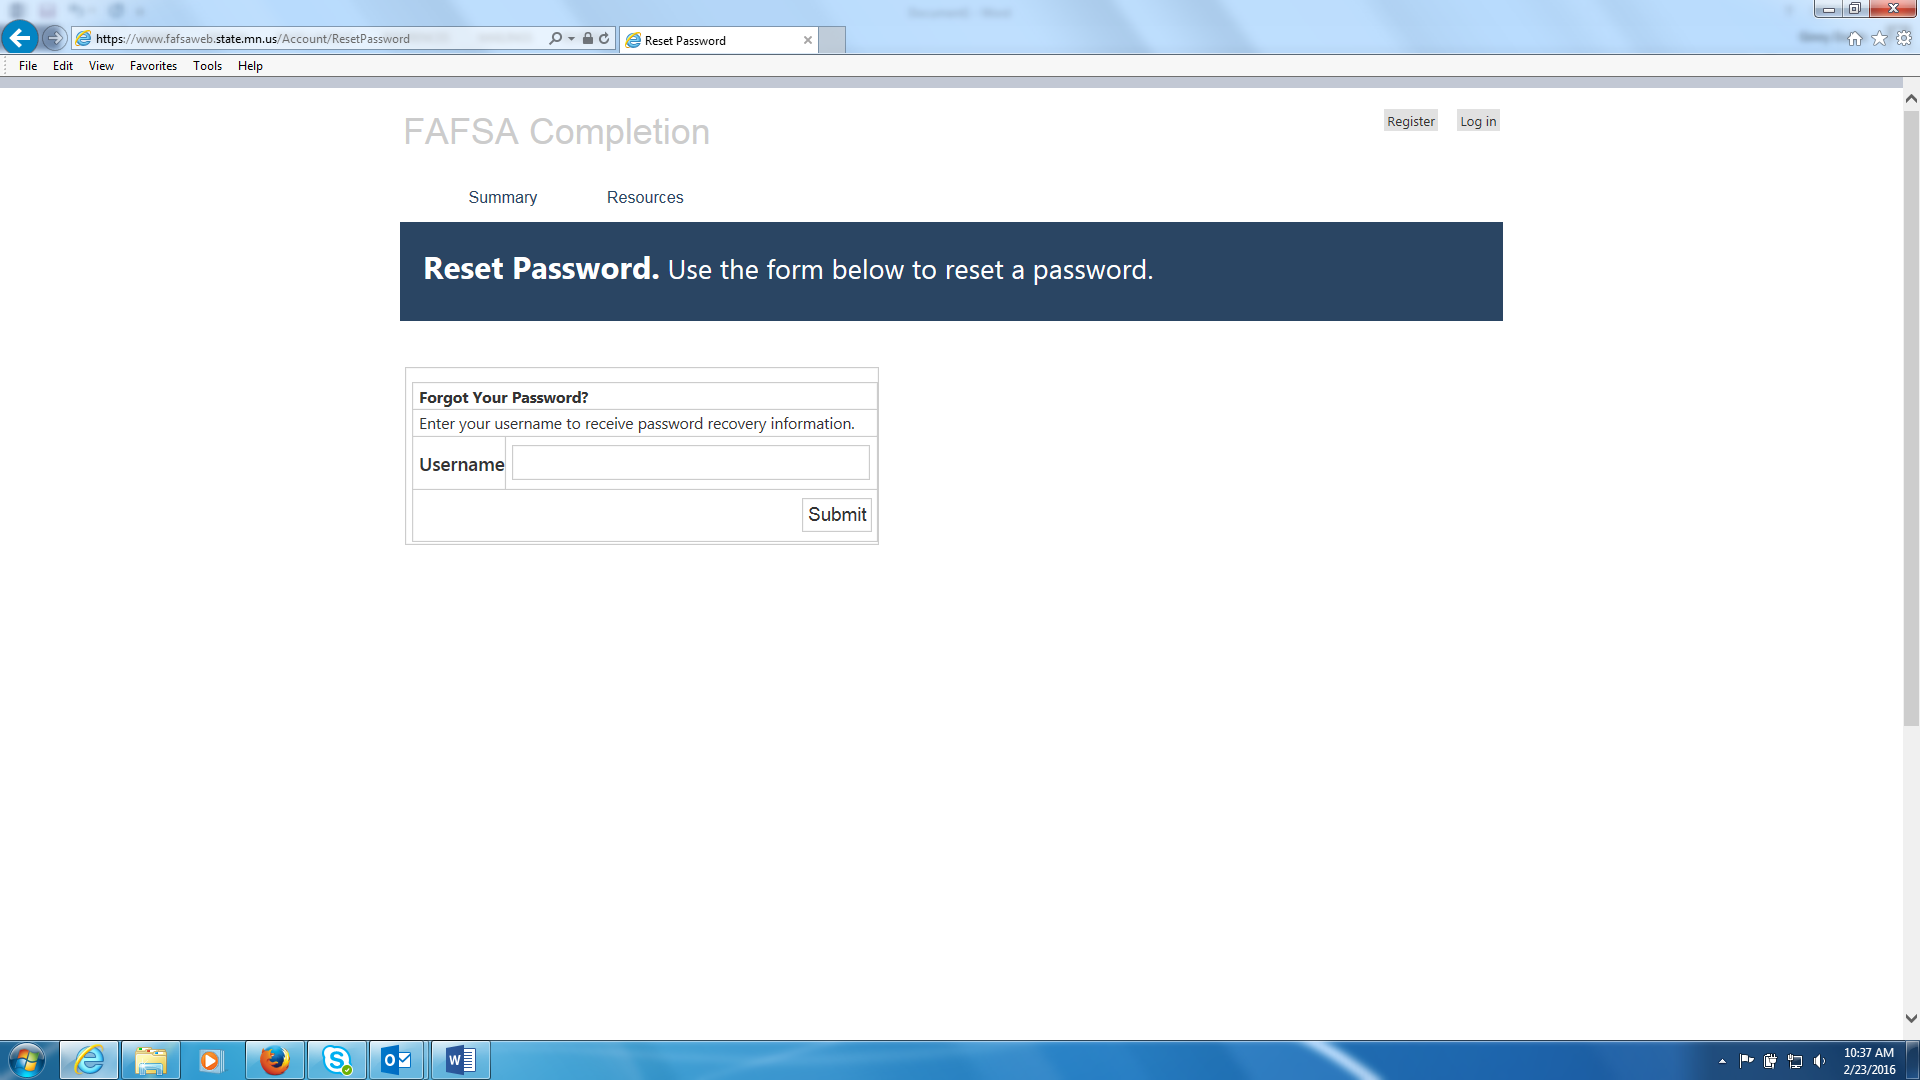 https://www.fafsaweb.state.mn.us/Account/ResetPassword
Reset Password
File Edit View Favorites Tools Help
FAFSA Completion
Register Log in
Summary Resources
Reset Password. Use the form below to reset a password.
Forgot Your Password?
Enter your username to receive password recovery information.
Username
Submit
10:37 AM
2/23/2016